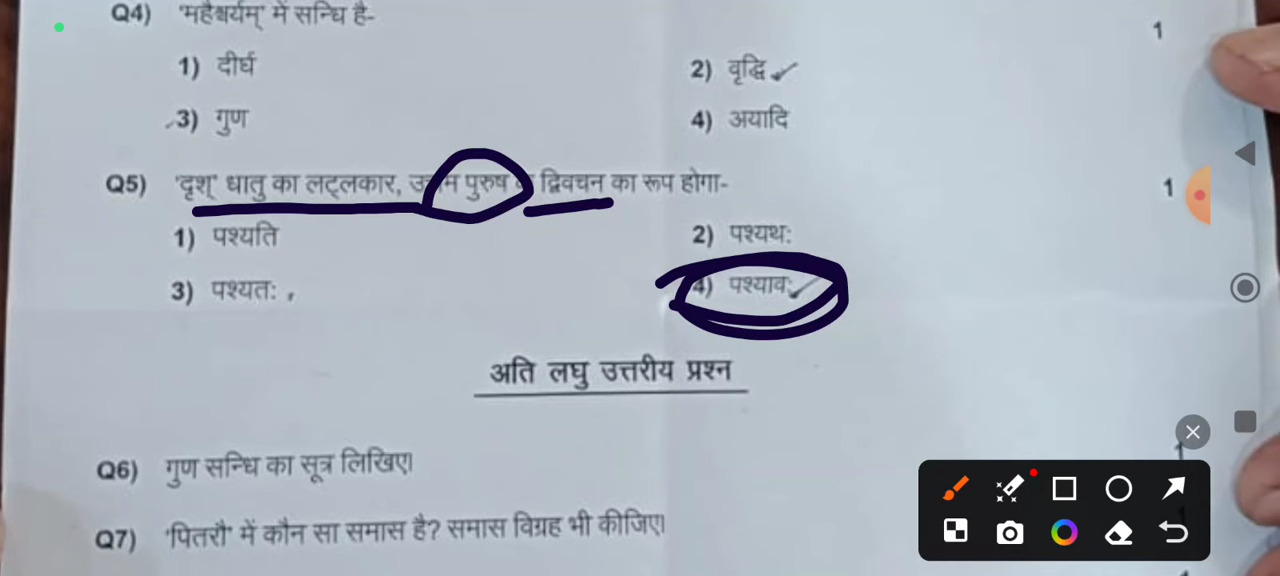 Q4) 'महैश्वर्यम्' में सन्धि है- 1
1) दीर्घ 2) वृद्धि
3) गुण 4) अयादि
Q5) 'दृश्' धातु का लट्लकार, उत्तम पुरुष द्विवचन का रूप होगा- 1
1) पश्यति 2) पश्यथः
3) पश्यतः 4) पश्यावः
अति लघु उत्तरीय प्रश्न
Q6) गुण सन्धि का सूत्र लिखिए। 1
Q7) 'पितरौ' में कौन सा समास है? समास विग्रह भी कीजिए।